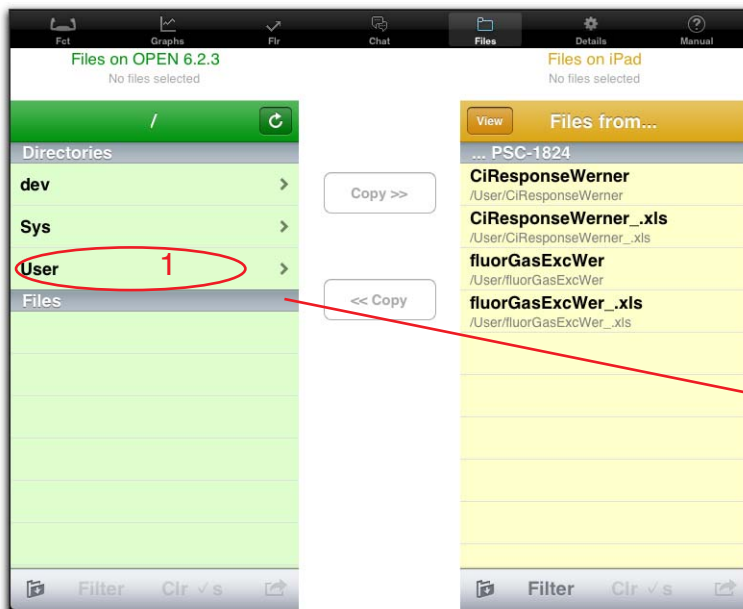 Fct Graphs Flr Chat Files Details Manual
Files on OPEN 6.2.3
No files selected
/
Directories
dev
Sys
User 1
Files
Filter Clr ✓ s
Copy >>
<< Copy
Files on iPad
No files selected
View Files from...
... PSC-1824
CiResponseWerner
/User/CiResponseWerner
CiResponseWerner_.xls
/User/CiResponseWerner_.xls
fluorGasExcWer
/User/fluorGasExcWer
fluorGasExcWer_.xls
/User/fluorGasExcWer_.xls
Filter Clr ✓ s